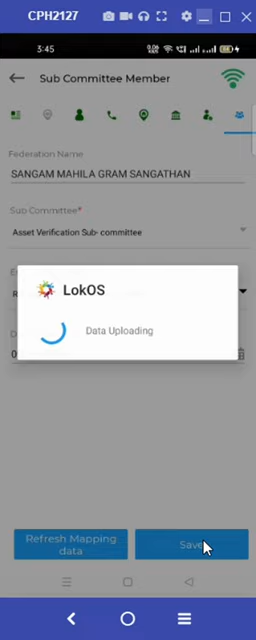 CPH2127
3:45
Sub Committee Member
Federation Name
SANGAM MAHILA GRAM SANGATHAN
Sub Committee*
Asset Verification Sub- committee
LokOS
Data Uploading
Refresh Mapping
data
Save